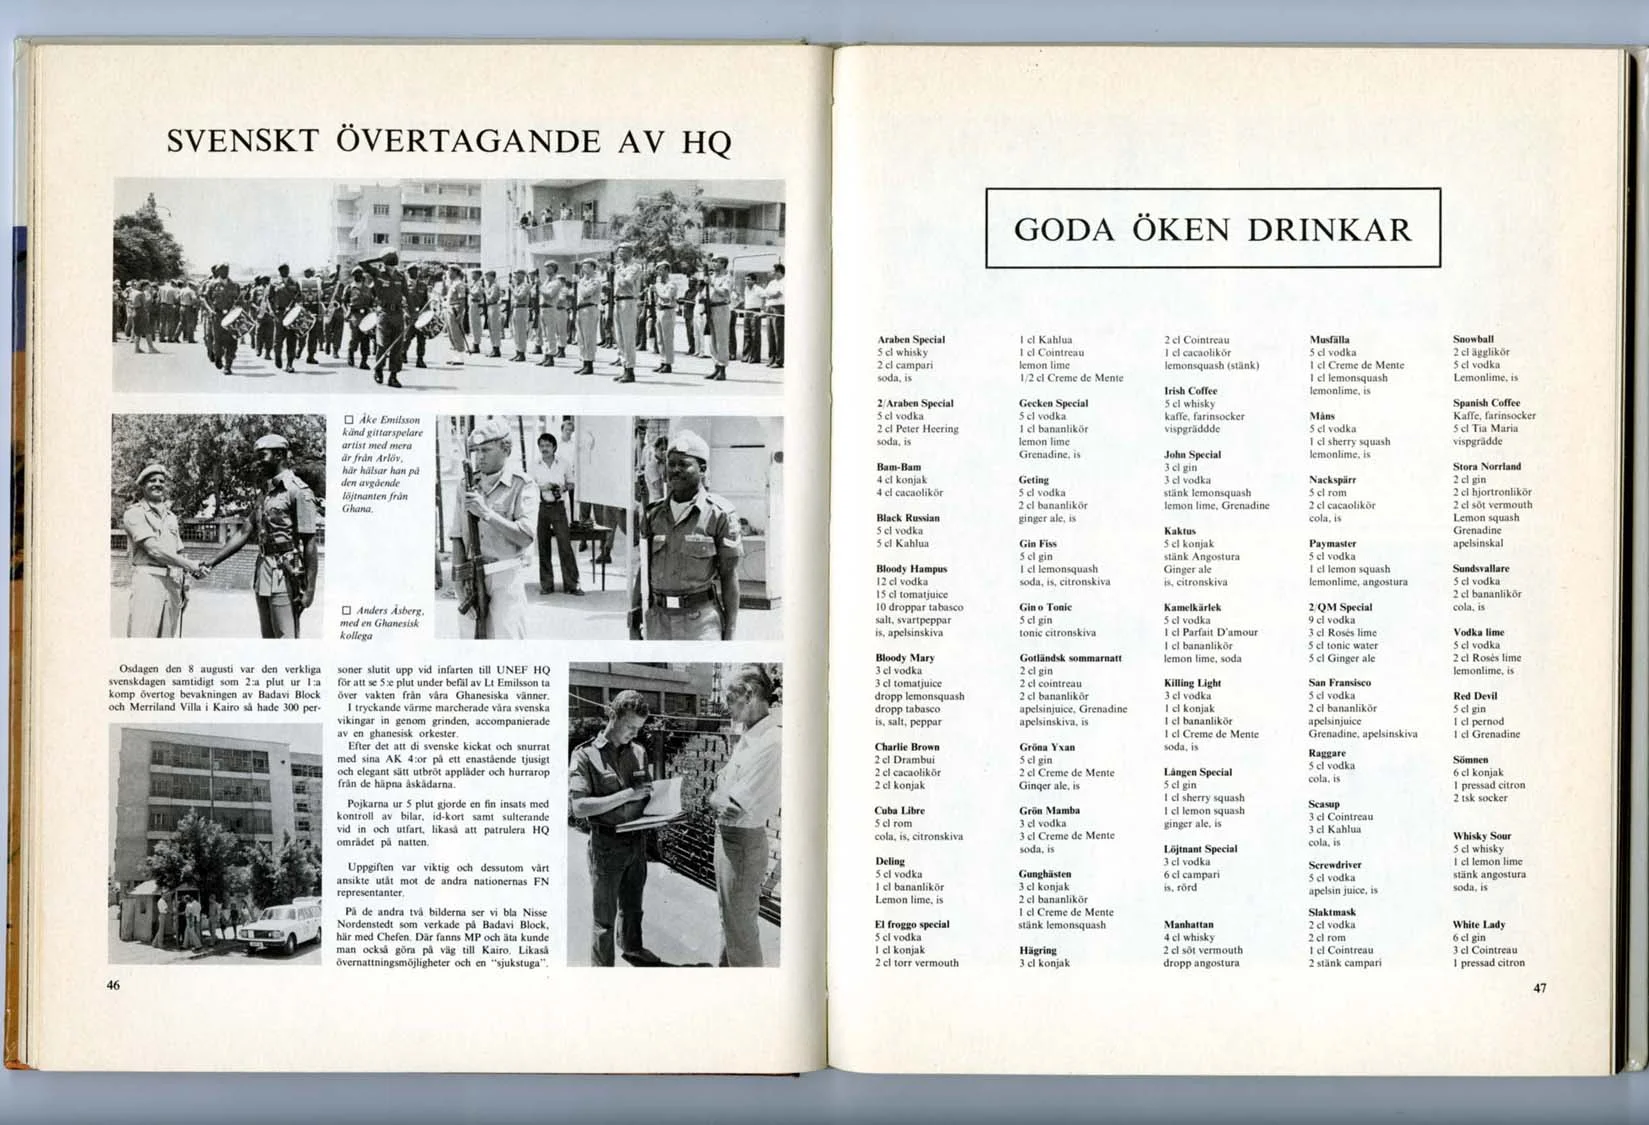 SVENSKT ÖVERTAGANDE AV HQ
☐ Åke Emilsson
känd gittarspelare
artist med mera
är från Arlöv,
här hälsar han på
den avgående
löjtnanten från
Ghana.
☐ Anders Åsberg,
med en Ghanesisk
kollega
Osdagen den 8 augusti var den verkliga
svenskdagen samtidigt som 2:a plut ur 1:a
komp övertog bevakningen av Badavi Block
och Merriland Villa i Kairo så hade 300 per-
soner slutit upp vid infarten till UNEF HQ
för att se 5:e plut under befäl av Lt Emilsson ta
över vakten från våra Ghanesiska vänner.
I tryckande värme marcherade våra svenska
vikingar in genom grinden, accompanierade
av en ghanesisk orkester.
Efter det att di svenske kickat och snurrat
med sina AK 4:or på ett enastående tjusigt
och elegant sätt utbröt applåder och hurrarop
från de häpna åskådarna.
Pojkarna ur 5 plut gjorde en fin insats med
kontroll av bilar, id-kort samt sulterande
vid in och utfart, likaså att patrulera HQ
området på natten.
Uppgiften var viktig och dessutom vårt
ansikte utåt mot de andra nationernas FN
representanter.
På de andra två bilderna ser vi bla Nisse
Nordenstedt som verkade på Badavi Block,
här med Chefen. Där fanns MP och äta kunde
man också göra på väg till Kairo. Likaså
övernattningsmöjligheter och en "sjukstuga".
46
GODA ÖKEN DRINKAR
Araben Special
5 cl whisky
2 cl campari
soda, is
2/Araben Special
5 cl vodka
2 cl Peter Heering
soda, is
Bam-Bam
4 cl konjak
4 cl cacaolikör
Black Russian
5 cl vodka
5 cl Kahlua
Bloody Hampus
12 cl vodka
15 cl tomatjuice
10 droppar tabasco
salt, svartpeppar
is, apelsinskiva
Bloody Mary
3 cl vodka
3 cl tomatjuice
dropp lemonsquash
dropp tabasco
is, salt, peppar
Charlie Brown
2 cl Drambui
2 cl cacaolikör
2 cl konjak
Cuba Libre
5 cl rom
cola, is, citronskiva
Deling
5 cl vodka
1 cl bananlikör
Lemon lime, is
El froggo special
5 cl vodka
1 cl konjak
2 cl torr vermouth
1 cl Kahlua
1 cl Cointreau
lemon lime
1/2 cl Creme de Mente
Gecken Special
5 cl vodka
1 cl bananlikör
lemon lime
Grenadine, is
Geting
5 cl vodka
2 cl bananlikör
ginger ale, is
Gin Fiss
5 cl gin
1 cl lemonsquash
soda, is, citronskiva
Gin o Tonic
5 cl gin
tonic citronskiva
Gotländsk sommarnatt
2 cl gin
2 cl cointreau
2 cl bananlikör
apelsinjuice, Grenadine
apelsinskiva, is
Gröna Yxan
5 cl gin
2 cl Creme de Mente
Ginqer ale, is
Grön Mamba
3 cl vodka
3 cl Creme de Mente
soda, is
Gunghästen
3 cl konjak
2 cl bananlikör
1 cl Creme de Mente
stänk lemonsquash
Hägring
3 cl konjak
2 cl Cointreau
1 cl cacaolikör
lemonsquash (stänk)
Irish Coffee
5 cl whisky
kaffe, farinsocker
vispgräddde
John Special
3 cl gin
3 cl vodka
stänk lemonsquash
lemon lime, Grenadine
Kaktus
5 cl konjak
stänk Angostura
Ginger ale
is, citronskiva
Kamelkärlek
5 cl vodka
1 cl Parfait D'amour
1 cl bananlikör
lemon lime, soda
Killing Light
3 cl vodka
1 cl konjak
1 cl bananlikör
1 cl Creme de Mente
soda, is
Lången Special
5 cl gin
1 cl sherry squash
1 cl lemon squash
ginger ale, is
Löjtnant Special
3 cl vodka
6 cl campari
is, rörd
Manhattan
4 cl whisky
2 cl söt vermouth
dropp angostura
Musfälla
5 cl vodka
1 cl Creme de Mente
1 cl lemonsquash
lemonlime, is
Måns
5 cl vodka
1 cl sherry squash
lemonlime, is
Nackspärr
5 cl rom
2 cl cacaolikör
cola, is
Paymaster
5 cl vodka
1 cl lemon squash
lemonlime, angostura
2/QM Special
9 cl vodka
3 cl Rosès lime
5 cl tonic water
5 cl Ginger ale
San Fransisco
5 cl vodka
2 cl bananlikör
apelsinjuice
Grenadine, apelsinskiva
Raggare
5 cl vodka
cola, is
Seasup
3 cl Cointreau
3 cl Kahlua
cola, is
Screwdriver
5 cl vodka
apelsin juice, is
Slaktmask
2 cl vodka
2 cl rom
1 cl Cointreau
2 stänk campari
Snowball
2 cl ägglikör
5 cl vodka
Lemonlime, is
Spanish Coffee
Kaffe, farinsocker
5 cl Tia Maria
vispgrädde
Stora Norrland
2 cl gin
2 cl hjortronlikör
2 cl söt vermouth
Lemon squash
Grenadine
apelsinskal
Sundsvallare
5 cl vodka
2 cl bananlikör
cola, is
Vodka lime
5 cl vodka
2 cl Rosès lime
lemonlime, is
Red Devil
5 cl gin
1 cl pernod
1 cl Grenadine
Sömnen
6 cl konjak
1 pressad citron
2 tsk socker
Whisky Sour
5 cl whisky
1 cl lemon lime
stänk angostura
soda, is
White Lady
6 cl gin
3 cl Cointreau
1 pressad citron
47